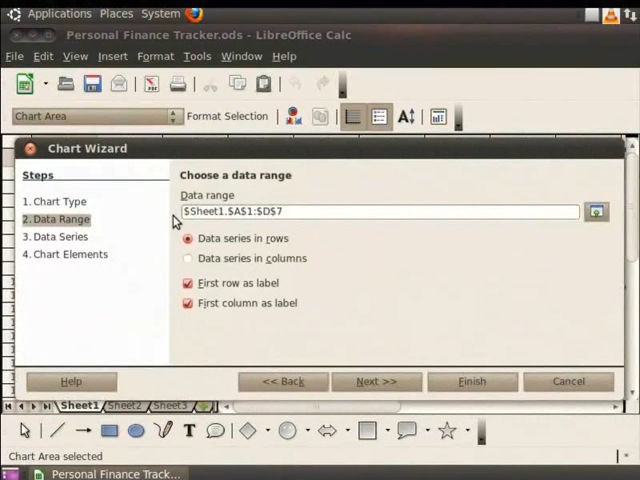 Applications Places System
Personal Finance Tracker.ods - LibreOffice Calc
File Edit View Insert Format Tools Window Help
Chart Area Format Selection
Chart Wizard
Steps
1. Chart Type
2. Data Range
3. Data Series
4. Chart Elements
Choose a data range
Data range
$Sheet1.$A$1:$D$7
Data series in rows
Data series in columns
First row as label
First column as label
Help << Back Next >> Finish Cancel
Sheet1 Sheet2 Sheet3
Chart Area selected
Personal Finance Track...